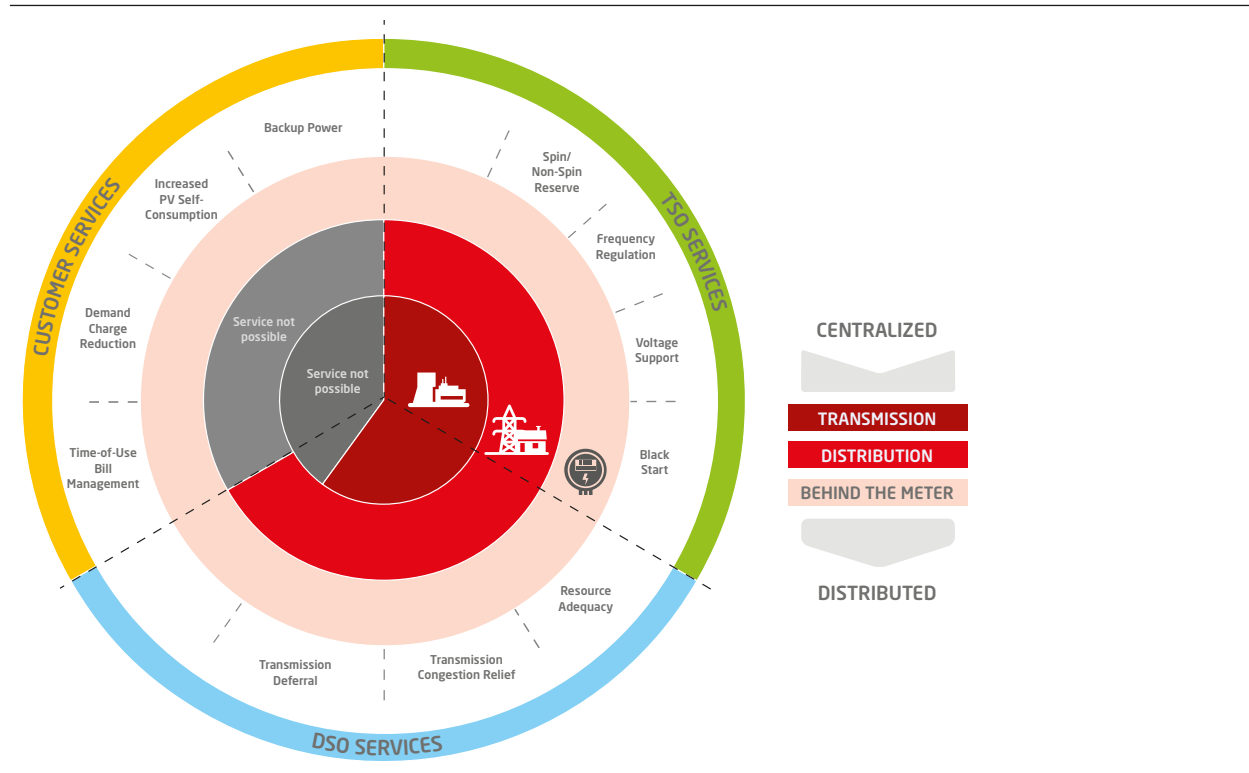 CUSTOMER SERVICES
TSO SERVICES
DSO SERVICES
Backup Power
Increased
PV Self-
Consumption
Demand
Charge
Reduction
Time-of-Use
Bill
Management
Spin/
Non-Spin
Reserve
Frequency
Regulation
Voltage
Support
Black
Start
Resource
Adequacy
Transmission
Congestion Relief
Transmission
Deferral
Service not
possible
Service not
possible
CENTRALIZED
TRANSMISSION
DISTRIBUTION
BEHIND THE METER
DISTRIBUTED